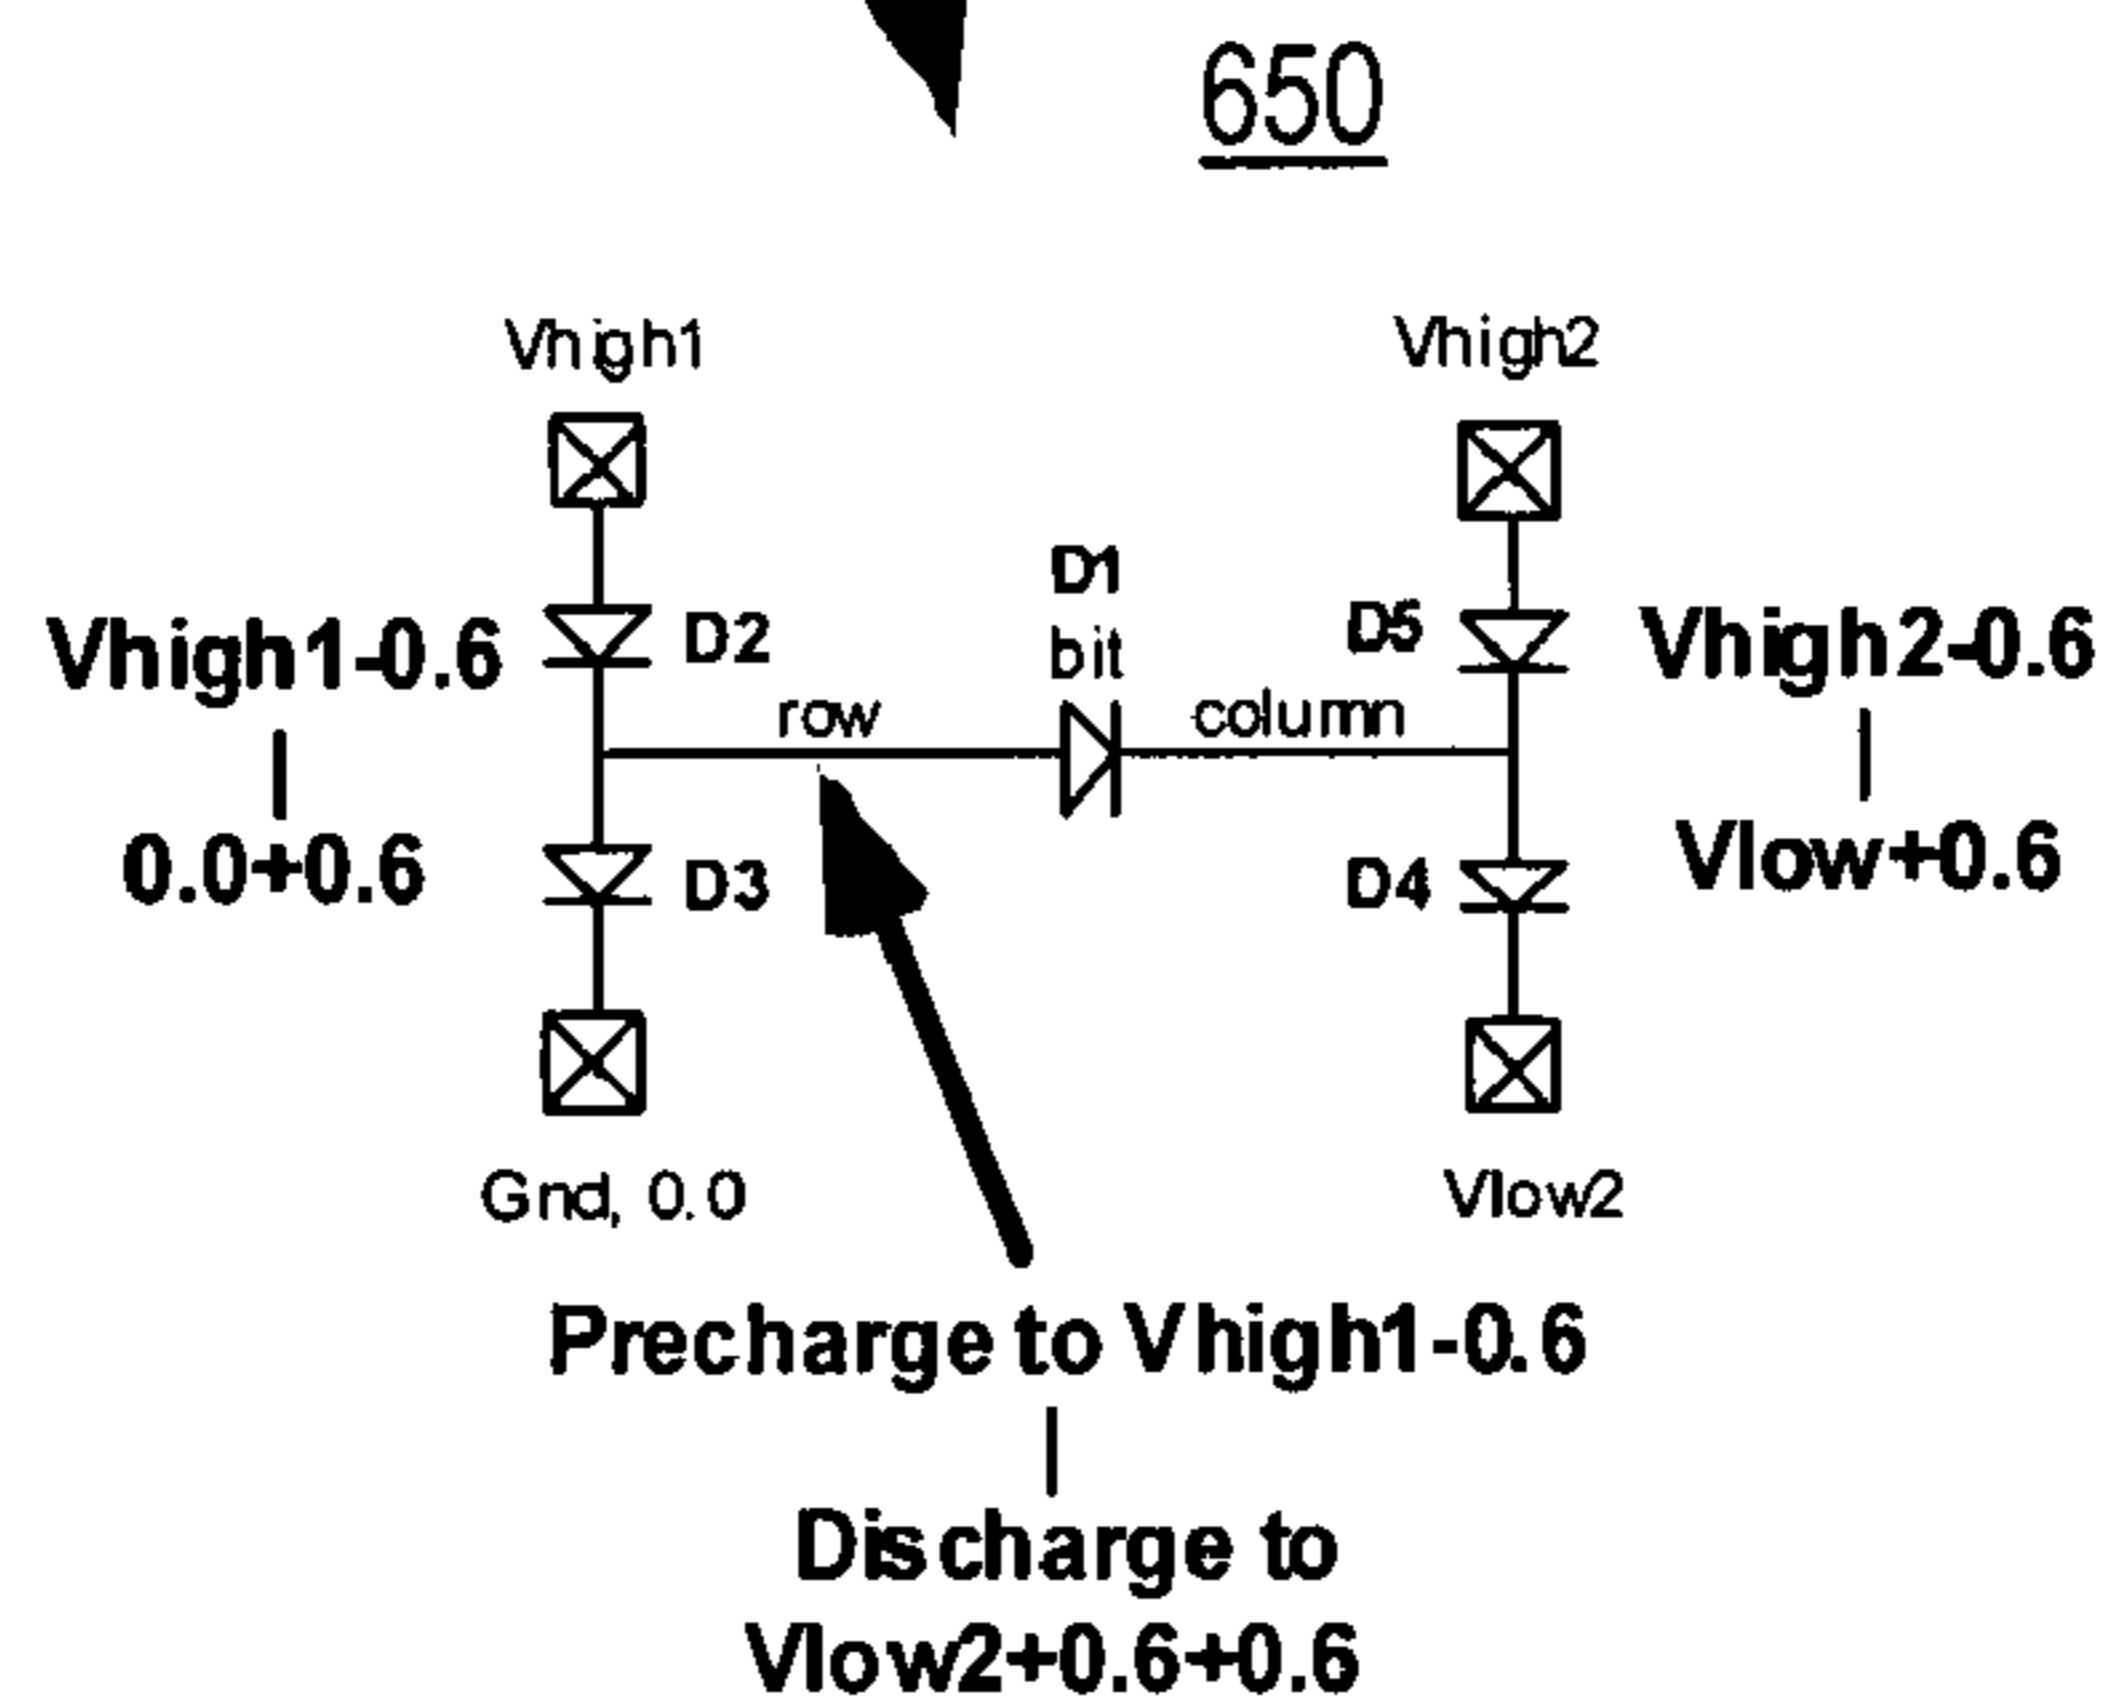 650
Vhigh1
Vhigh2
D1
bit
D2
D5
Vhigh1-0.6
Vhigh2-0.6
row
column
0.0+0.6
D3
D4
Vlow+0.6
Gnd, 0.0
Vlow2
Precharge to Vhigh1-0.6
Discharge to
Vlow2+0.6+0.6